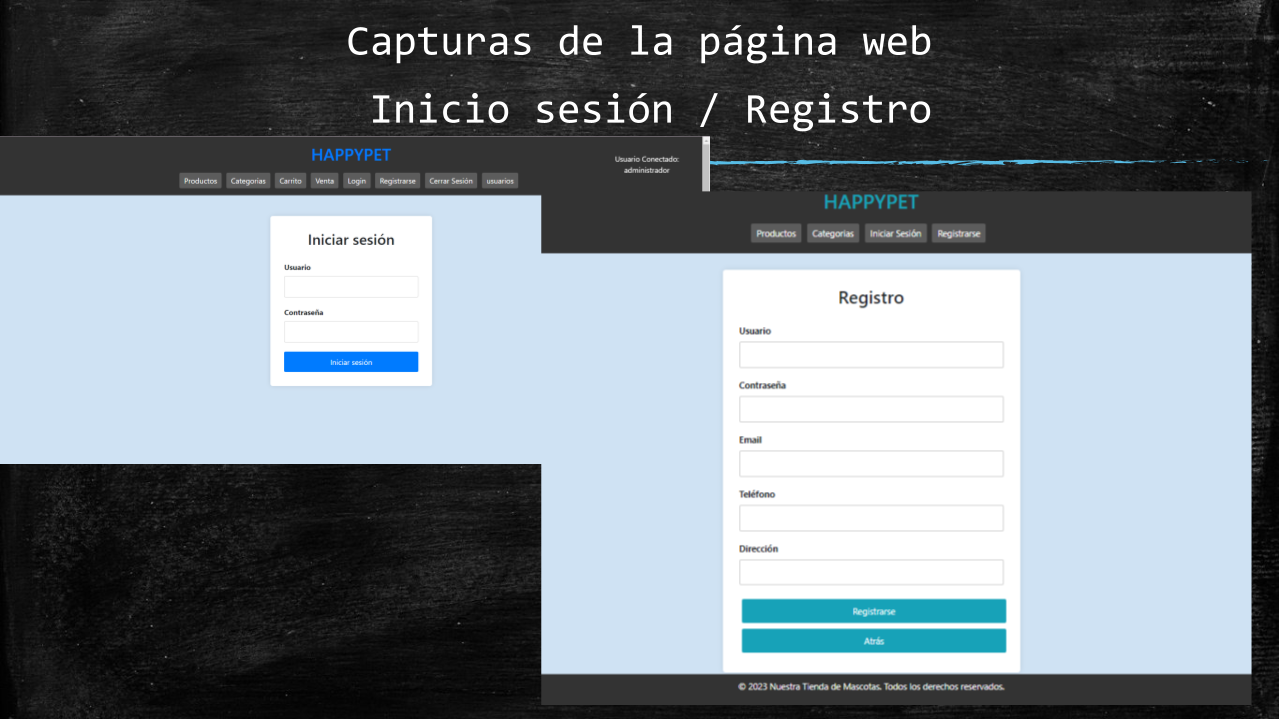 Capturas de la página web
Inicio sesión / Registro
HAPPYPET
Usuario Conectado:
administrador
Productos Categorias Carrito Venta Login Registrarse Cerrar Sesión usuarios
Iniciar sesión
Usuario
Contraseña
Iniciar sesión
HAPPYPET
Productos Categorias Iniciar Sesión Registrarse
Registro
Usuario
Contraseña
Email
Teléfono
Dirección
Registrarse
Atrás
© 2023 Nuestra Tienda de Mascotas. Todos los derechos reservados.